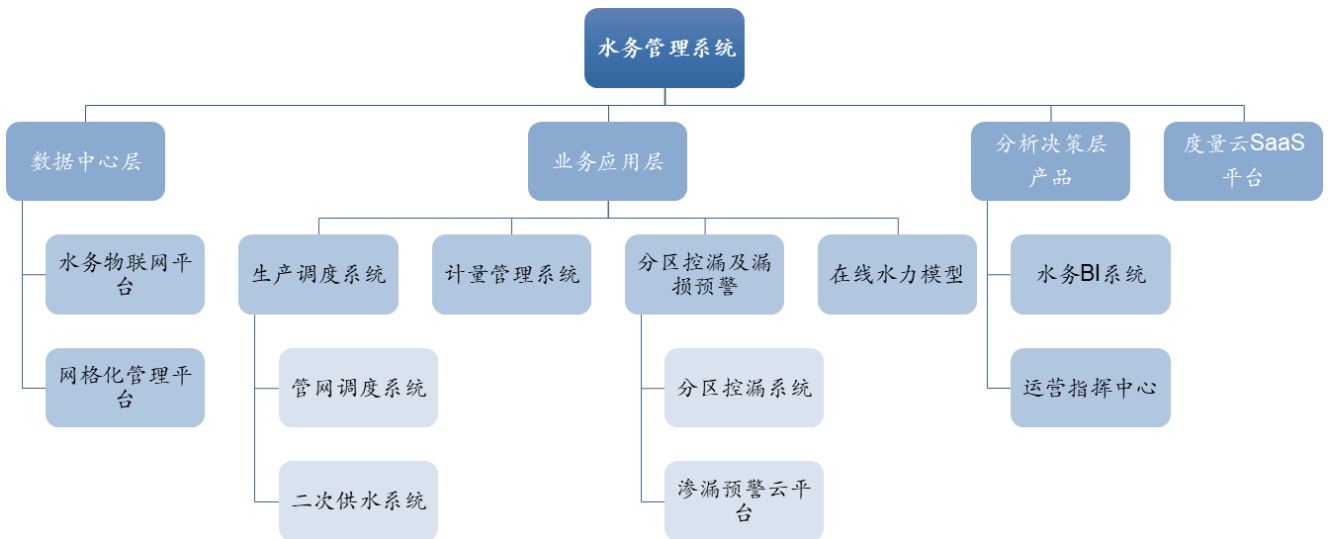 水务管理系统
数据中心层
业务应用层
分析决策层
产品
度量云SaaS
平台
水务物联网平
台
生产调度系统
计量管理系统
分区控漏及漏
损预警
在线水力模型
水务BI系统
网格化管理平
台
管网调度系统
分区控漏系统
运营指挥中心
二次供水系统
渗漏预警云平
台